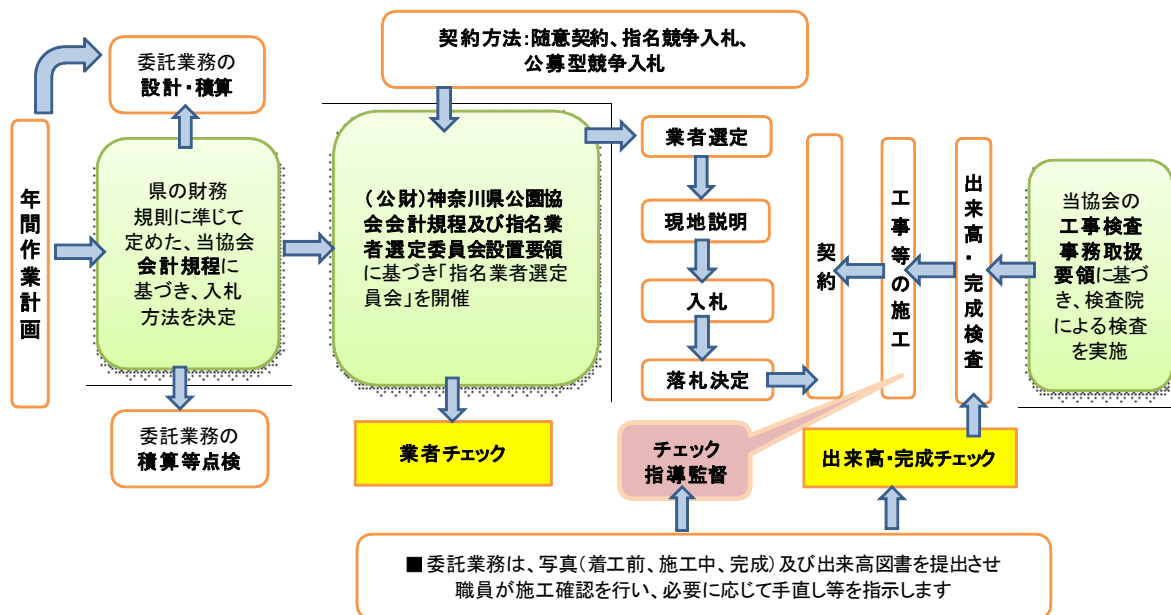 契約方法:随意契約、指名競争入札、
公募型競争入札
委託業務の
設計・積算
年間作業計画
県の財務
規則に準じて
定めた、当協会
会計規程に
基づき、入札
方法を決定
委託業務の
積算等点検
（公財）神奈川県公園協
会会計規程及び指名業
者選定委員会設置要領
に基づき「指名業者選定
員会」を開催
業者チェック
業者選定
現地説明
入札
落札決定
契約
工事等の施工
出来高・完成検査
当協会の
工事検査
事務取扱
要領に基づ
き、検査院
による検査
を実施
チェック
指導監督
出来高・完成チェック
■委託業務は、写真（着工前、施工中、完成）及び出来高図書を提出させ
職員が施工確認を行い、必要に応じて手直し等を指示します